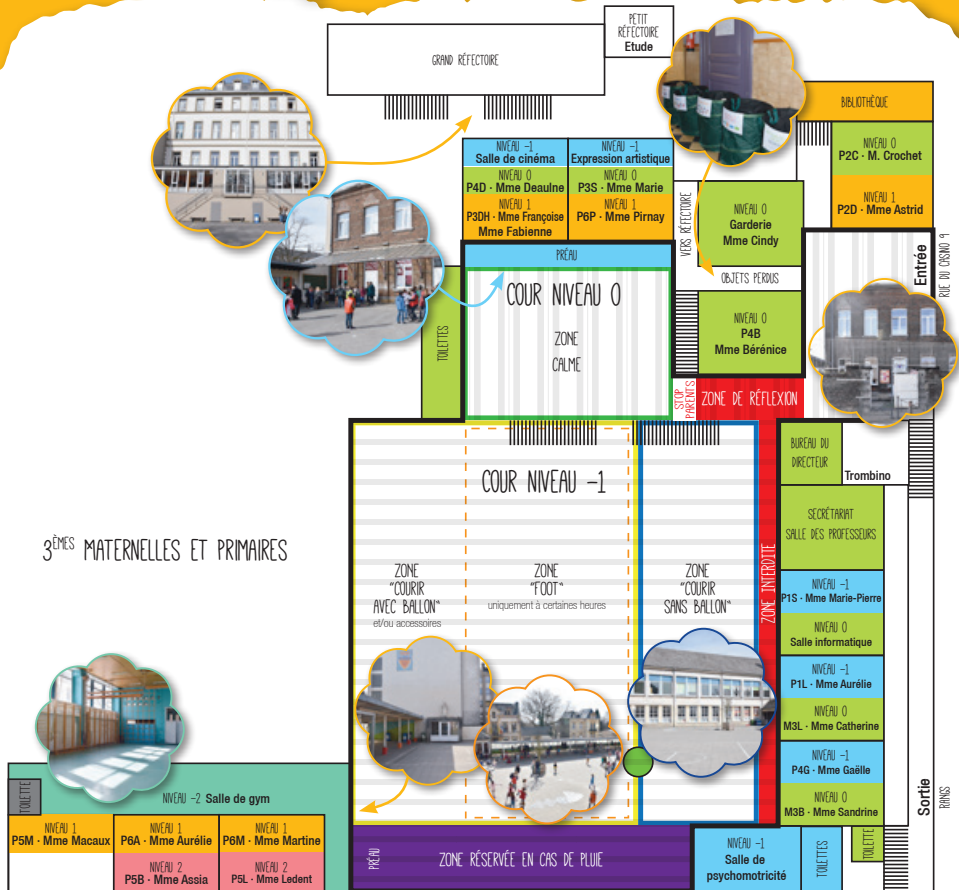 PETIT
RÉFECTOIRE
Etude
GRAND RÉFECTOIRE
BIBLIOTHÈQUE
NIVEAU -1
Salle de cinéma
NIVEAU -1
Expression artistique
NIVEAU 0
P4D - Mme Deaulne
NIVEAU 0
P3S - Mme Marie
NIVEAU 1
P3DH - Mme Françoise
Mme Fabienne
NIVEAU 1
P6P - Mme Pirnay
NIVEAU 0
P2C - M. Crochet
NIVEAU 1
P2D - Mme Astrid
VERS RÉFECTOIRE
NIVEAU 0
Garderie
Mme Cindy
Entrée
RUE DU CASINO 9
PRÉAU
OBJETS PERDUS
COUR NIVEAU 0
ZONE
CALME
TOILETTES
NIVEAU 0
P4B
Mme Bérénice
STOP
PARENTS
ZONE DE RÉFLEXION
BUREAU DU
DIRECTEUR
Trombino
COUR NIVEAU -1
SECRÉTARIAT
SALLE DES PROFESSEURS
3ÈMES MATERNELLES ET PRIMAIRES
ZONE
"COURIR
AVEC BALLON"
et/ou accessoires
ZONE
"FOOT"
uniquement à certaines heures
ZONE
"COURIR
SANS BALLON"
ZONE INTERDITE
NIVEAU -1
P1S - Mme Marie-Pierre
NIVEAU 0
Salle informatique
NIVEAU -1
P1L - Mme Aurélie
NIVEAU 0
M3L - Mme Catherine
NIVEAU -1
P4G - Mme Gaëlle
NIVEAU 0
M3B - Mme Sandrine
Sortie
RANGS
TOILETTE
NIVEAU -2 Salle de gym
NIVEAU 1
P5M - Mme Macaux
NIVEAU 1
P6A - Mme Aurélie
NIVEAU 1
P6M - Mme Martine
NIVEAU 2
P5B - Mme Assia
NIVEAU 2
P5L - Mme Ledent
PRÉAU
ZONE RÉSERVÉE EN CAS DE PLUIE
NIVEAU -1
Salle de
psychomotricité
TOILETTES
TOILETTE